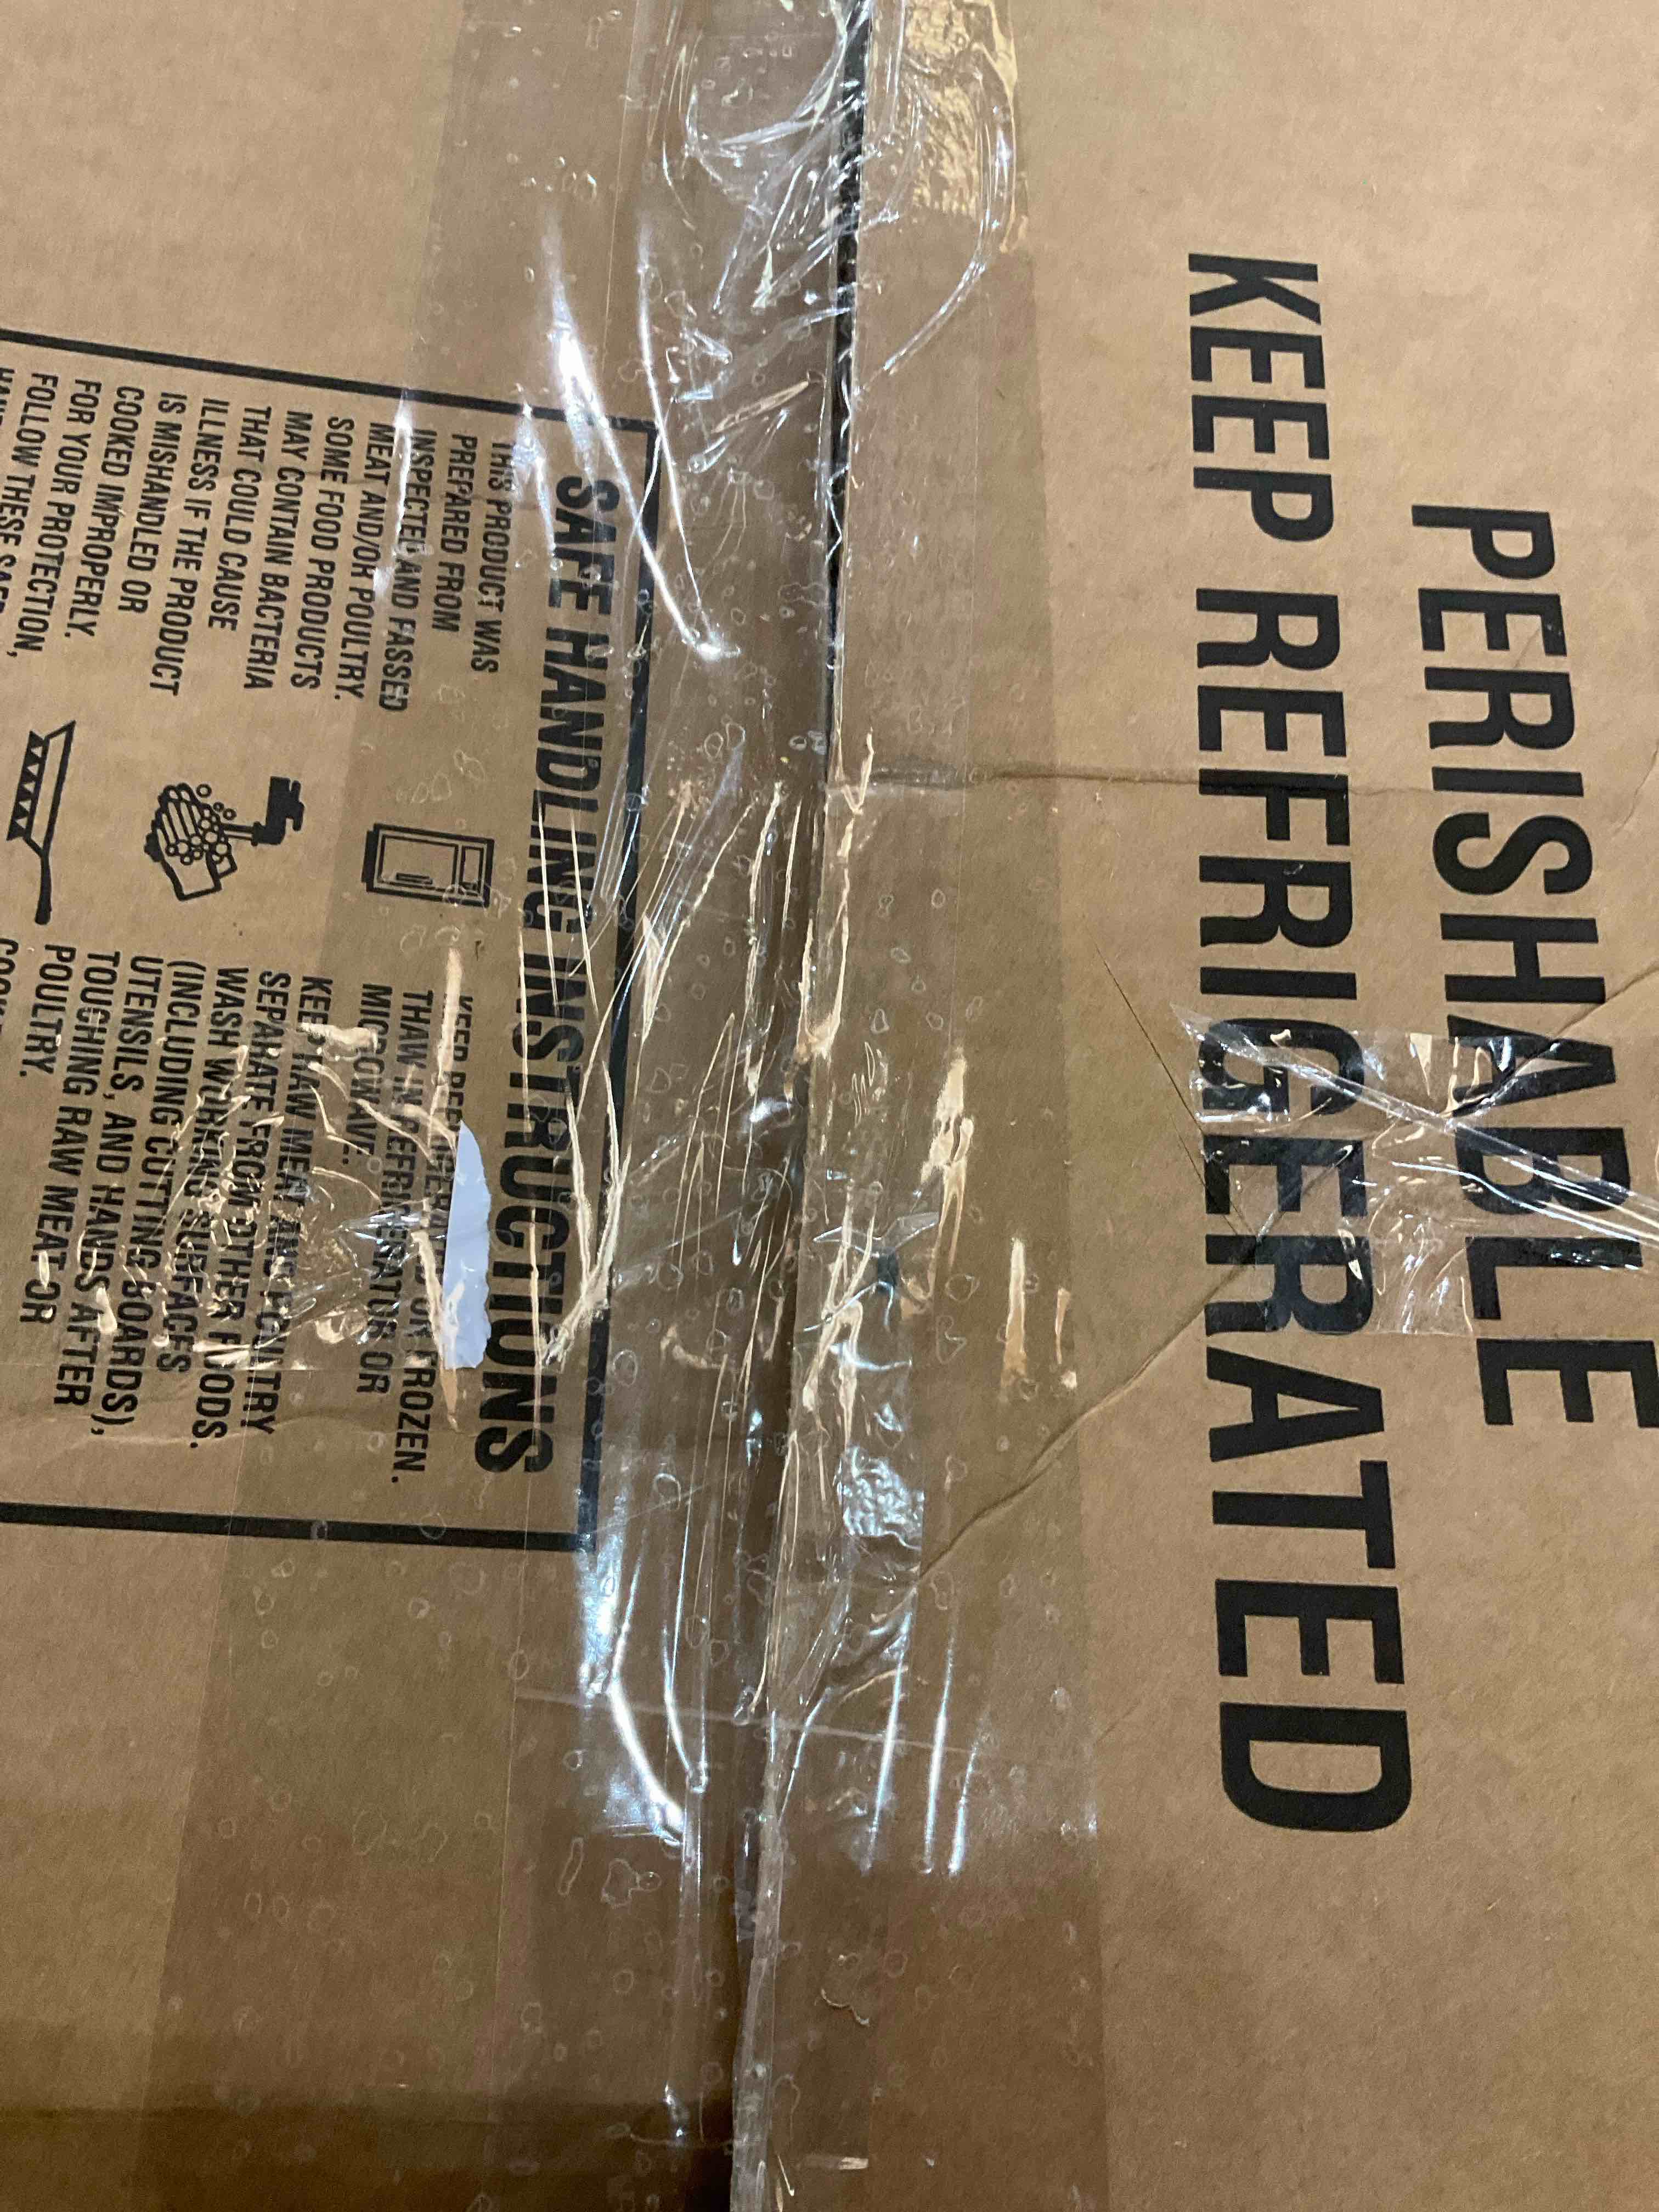 PERISHABLE
KEEP REFRIGERATED
SAFE HANDLING INSTRUCTIONS
THIS PRODUCT WAS
PREPARED FROM
INSPECTED AND PASSED
MEAT AND/OR POULTRY.
SOME FOOD PRODUCTS
MAY CONTAIN BACTERIA
THAT COULD CAUSE
ILLNESS IF THE PRODUCT
IS MISHANDLED OR
COOKED IMPROPERLY.
FOR YOUR PROTECTION,
FOLLOW THESE
KEEP REFRIGERATED OR FROZEN.
THAW IN REFRIGERATOR OR
MICROWAVE.
KEEP RAW MEAT AND POULTRY
SEPARATE FROM OTHER FOODS.
WASH WORKING SURFACES
(INCLUDING CUTTING BOARDS),
UTENSILS, AND HANDS AFTER
TOUCHING RAW MEAT OR
POULTRY.